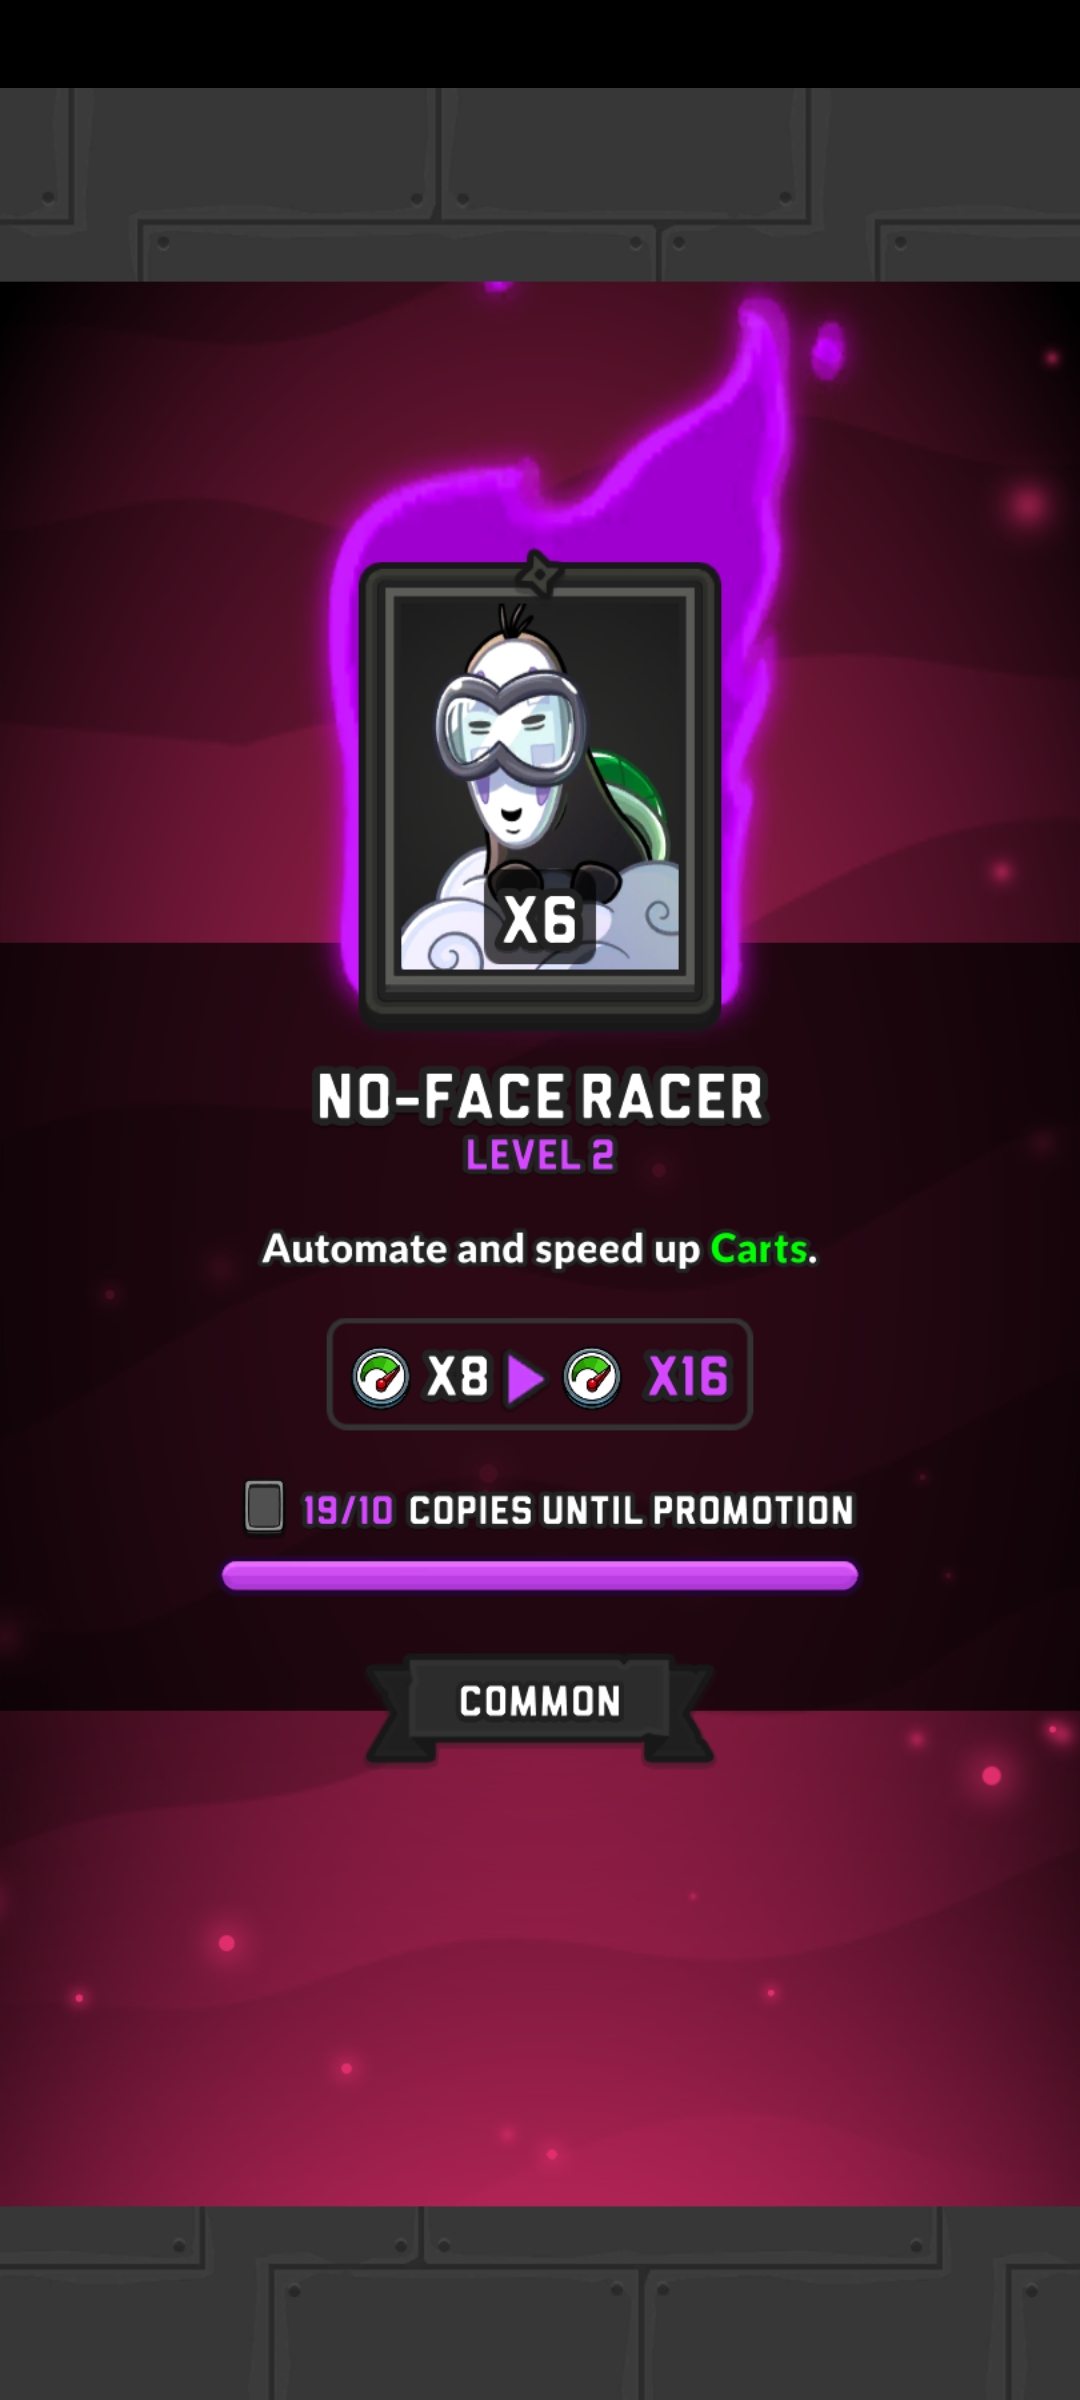 X6
NO-FACE RACER
LEVEL 2
Automate and speed up Carts.
X8 X16
19/10 COPIES UNTIL PROMOTION
COMMON